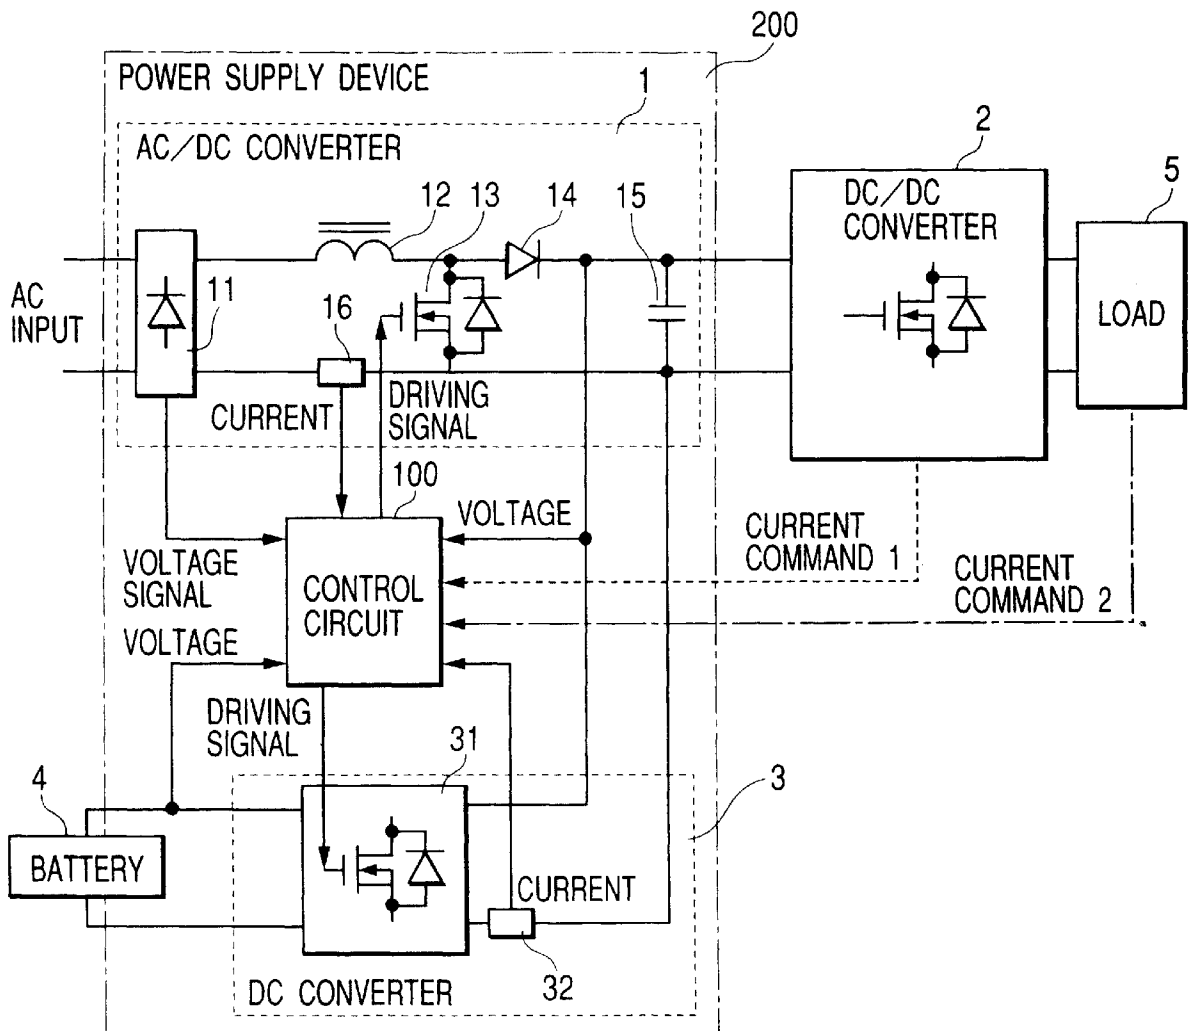 200
POWER SUPPLY DEVICE
1
AC/DC CONVERTER
2
DC/DC
CONVERTER
5
12
13
14
15
11
16
AC
INPUT
LOAD
CURRENT
DRIVING
SIGNAL
100
VOLTAGE
CURRENT
COMMAND 1
VOLTAGE
SIGNAL
CONTROL
CIRCUIT
CURRENT
COMMAND 2
VOLTAGE
DRIVING
SIGNAL
31
3
4
BATTERY
CURRENT
32
DC CONVERTER